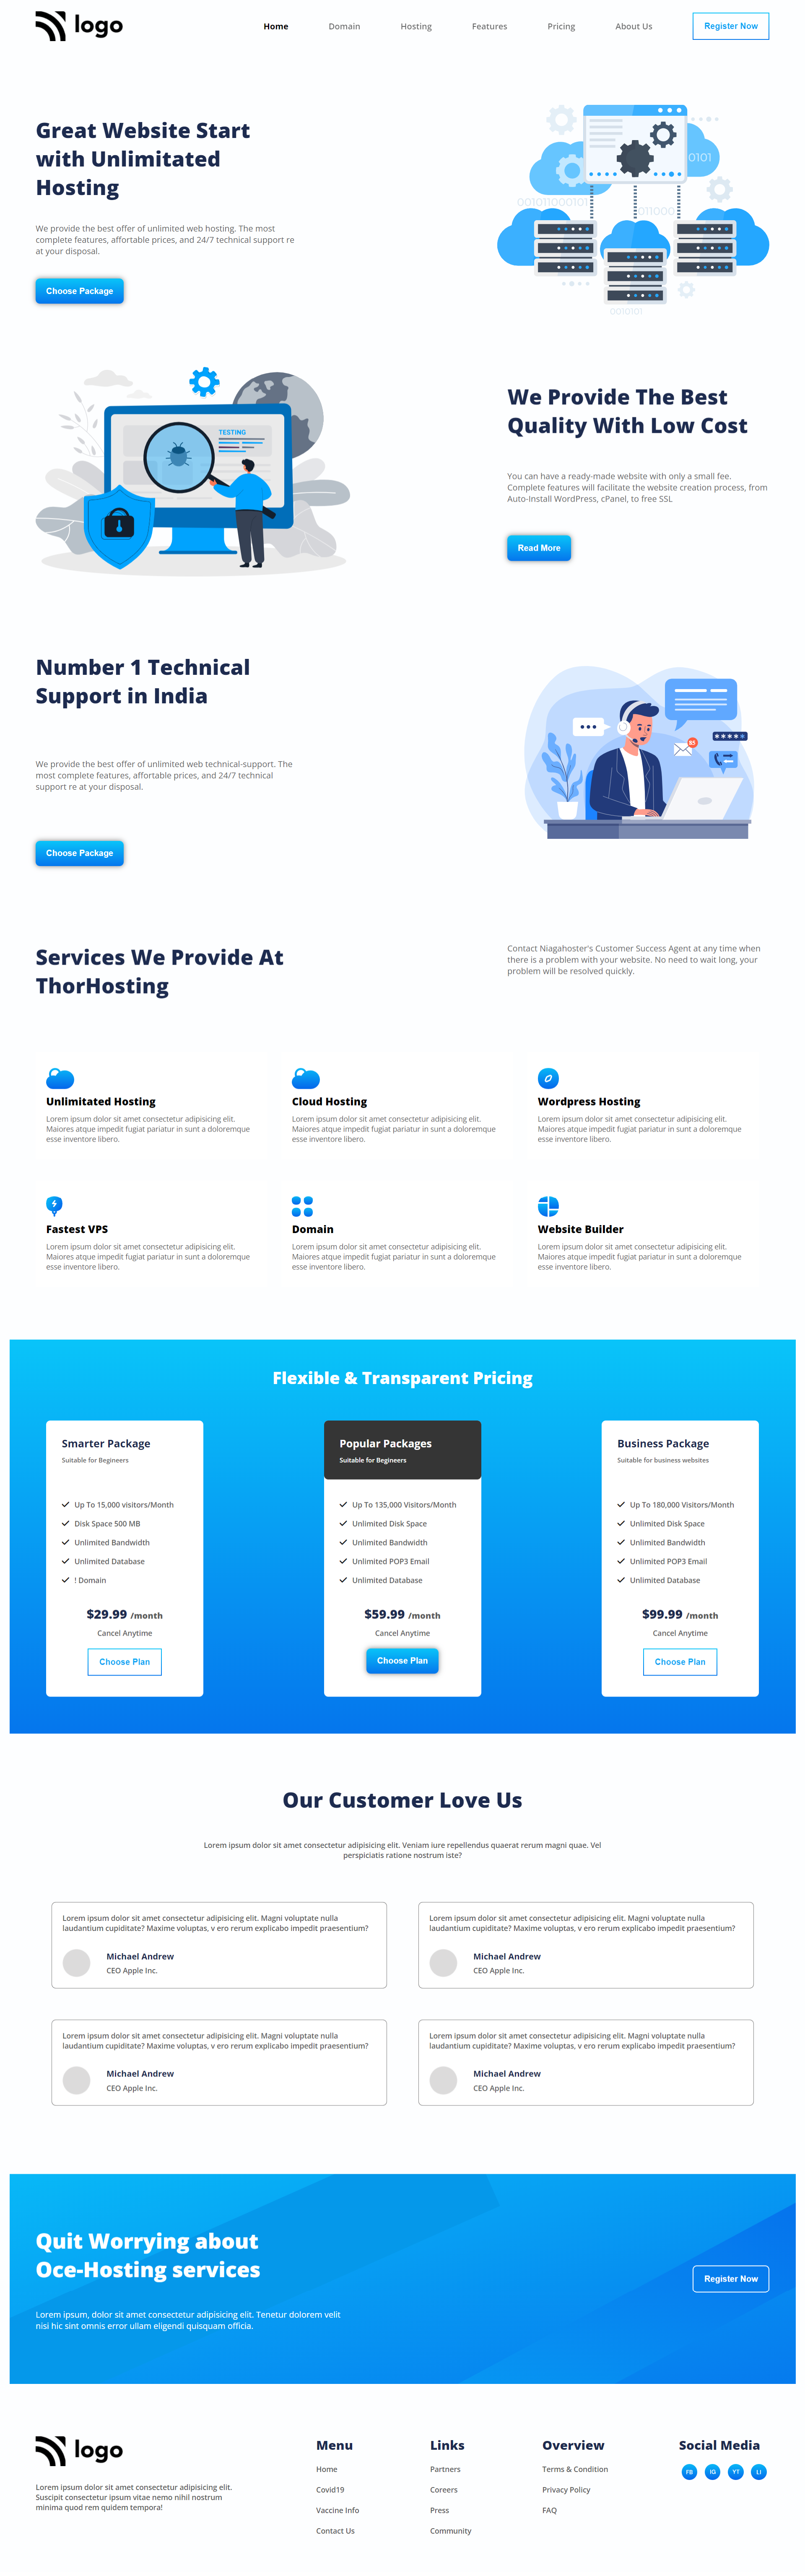 logo
Home
Domain
Hosting
Features
Pricing
About Us
Register Now
Great Website Start
with Unlimitated
Hosting
We provide the best offer of unlimited web hosting. The most
complete features, affortable prices, and 24/7 technical support re
at your disposal.
Choose Package
0101
001011000101
011000
0010101
TESTING
We Provide The Best
Quality With Low Cost
You can have a ready-made website with only a small fee.
Complete features will facilitate the website creation process, from
Auto-Install WordPress, cPanel, to free SSL
Read More
Number 1 Technical
Support in India
We provide the best offer of unlimited web technical-support. The
most complete features, affortable prices, and 24/7 technical
support re at your disposal.
Choose Package
Services We Provide At
ThorHosting
Contact Niagahoster's Customer Success Agent at any time when
there is a problem with your website. No need to wait long, your
problem will be resolved quickly.
Unlimitated Hosting
Lorem ipsum dolor sit amet consectetur adipisicing elit.
Maiores atque impedit fugiat pariatur in sunt a doloremque
esse inventore libero.
Cloud Hosting
Lorem ipsum dolor sit amet consectetur adipisicing elit.
Maiores atque impedit fugiat pariatur in sunt a doloremque
esse inventore libero.
Wordpress Hosting
Lorem ipsum dolor sit amet consectetur adipisicing elit.
Maiores atque impedit fugiat pariatur in sunt a doloremque
esse inventore libero.
Fastest VPS
Lorem ipsum dolor sit amet consectetur adipisicing elit.
Maiores atque impedit fugiat pariatur in sunt a doloremque
esse inventore libero.
Domain
Lorem ipsum dolor sit amet consectetur adipisicing elit.
Maiores atque impedit fugiat pariatur in sunt a doloremque
esse inventore libero.
Website Builder
Lorem ipsum dolor sit amet consectetur adipisicing elit.
Maiores atque impedit fugiat pariatur in sunt a doloremque
esse inventore libero.
Flexible & Transparent Pricing
Smarter Package
Suitable for Begineers
Up To 15,000 visitors/Month
Disk Space 500 MB
Unlimited Bandwidth
Unlimited Database
! Domain
$29.99 /month
Cancel Anytime
Choose Plan
Popular Packages
Suitable for Begineers
Up To 135,000 Visitors/Month
Unlimited Disk Space
Unlimited Bandwidth
Unlimited POP3 Email
Unlimited Database
$59.99 /month
Cancel Anytime
Choose Plan
Business Package
Suitable for business websites
Up To 180,000 Visitors/Month
Unlimited Disk Space
Unlimited Bandwidth
Unlimited POP3 Email
Unlimited Database
$99.99 /month
Cancel Anytime
Choose Plan
Our Customer Love Us
Lorem ipsum dolor sit amet consectetur adipisicing elit. Veniam iure repellendus quaerat rerum magni quae. Vel
perspiciatis ratione nostrum iste?
Lorem ipsum dolor sit amet consectetur adipisicing elit. Magni voluptate nulla
laudantium cupiditate? Maxime voluptas, v ero rerum explicabo impedit praesentium?
Michael Andrew
CEO Apple Inc.
Lorem ipsum dolor sit amet consectetur adipisicing elit. Magni voluptate nulla
laudantium cupiditate? Maxime voluptas, v ero rerum explicabo impedit praesentium?
Michael Andrew
CEO Apple Inc.
Lorem ipsum dolor sit amet consectetur adipisicing elit. Magni voluptate nulla
laudantium cupiditate? Maxime voluptas, v ero rerum explicabo impedit praesentium?
Michael Andrew
CEO Apple Inc.
Lorem ipsum dolor sit amet consectetur adipisicing elit. Magni voluptate nulla
laudantium cupiditate? Maxime voluptas, v ero rerum explicabo impedit praesentium?
Michael Andrew
CEO Apple Inc.
Quit Worrying about
Oce-Hosting services
Lorem ipsum, dolor sit amet consectetur adipisicing elit. Tenetur dolorem velit
nisi hic sint omnis error ullam eligendi quisquam officia.
Register Now
logo
Lorem ipsum dolor sit amet consectetur adipisicing elit.
Suscipit consectetur ipsum vitae nemo nihil nostrum
minima quod rem quidem tempora!
Menu
Home
Covid19
Vaccine Info
Contact Us
Links
Partners
Coreers
Press
Community
Overview
Terms & Condition
Privacy Policy
FAQ
Social Media
FB
IG
YT
LI